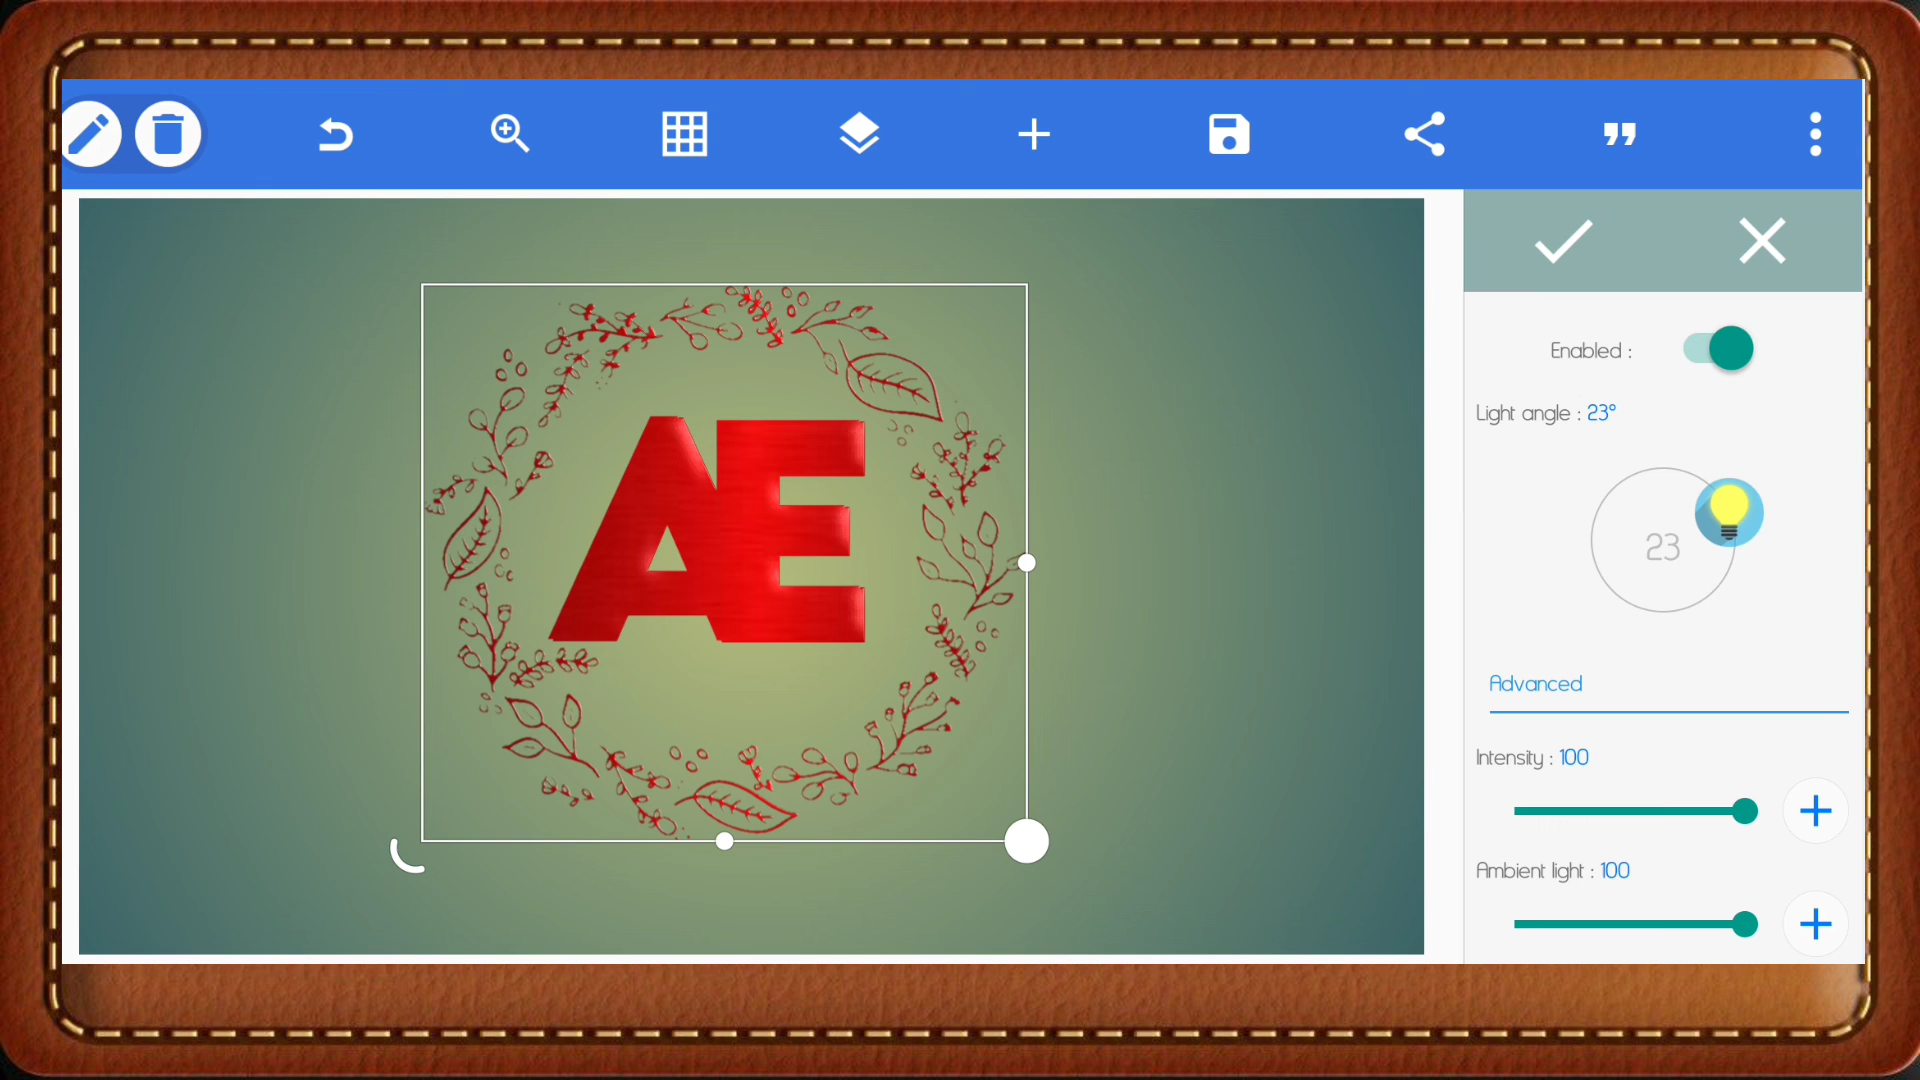 Enabled :
Light angle : 23°
AE
23
Advanced
Intensity : 100
Ambient light : 100